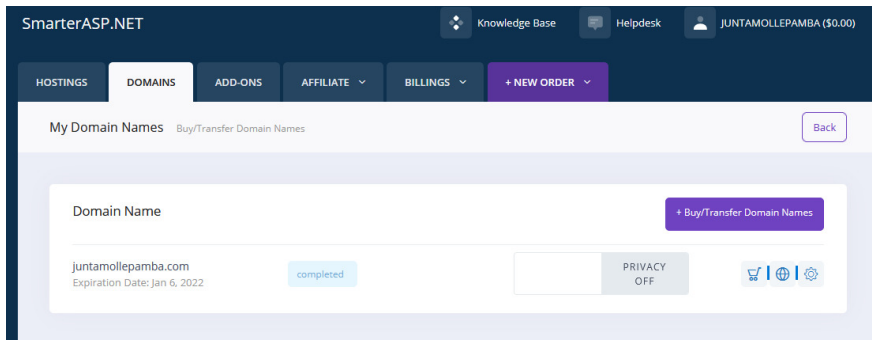 SmarterASP.NET
Knowledge Base
Helpdesk
JUNTAMOLLEPAMBA ($0.00)
HOSTINGS
DOMAINS
ADD-ONS
AFFILIATE
BILLINGS
+ NEW ORDER
My Domain Names Buy/Transfer Domain Names
Back
Domain Name
+ Buy/Transfer Domain Names
juntamollepamba.com
Expiration Date: Jan 6, 2022
completed
PRIVACY
OFF